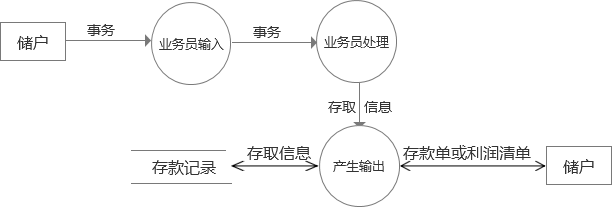 储户
事务
业务员输入
事务
业务员处理
存取 信息
存款记录
存取信息
产生输出
存款单或利润清单
储户